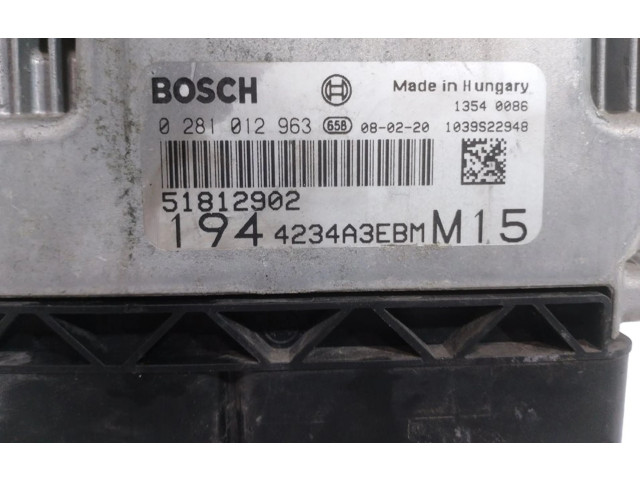 BOSCH Made in Hungary
1354 0086
0 281 012 963 658 08-02-20 1039S22948
51812902
194 4234A3EBM M15